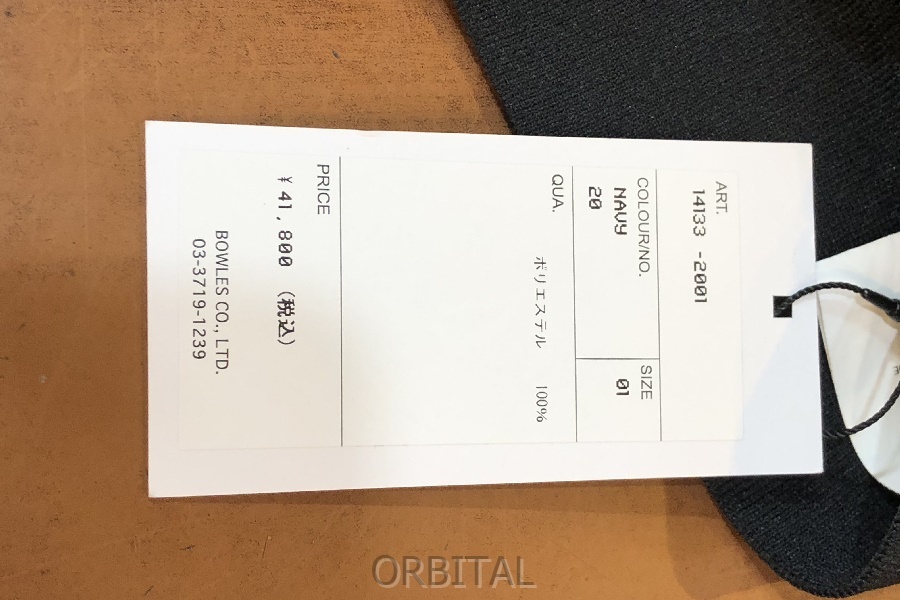 ART.
14133 -2001
COLOUR/NO.
NAVY
20
SIZE
01
QUA.
ポリエステル 100%
PRICE
¥41,800 (税込)
BOWLES CO., LTD.
03-3719-1239
ORBITAL